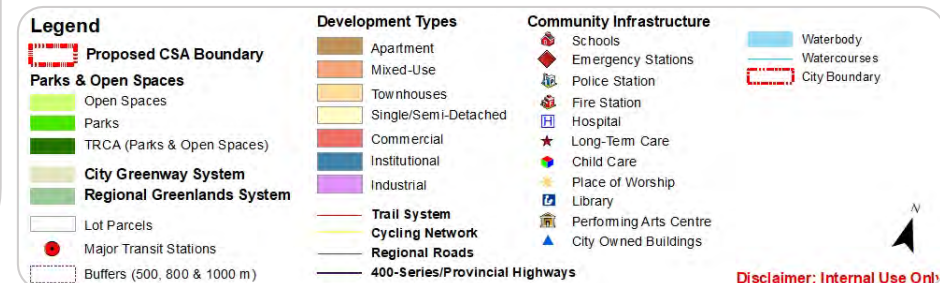 Legend
Proposed CSA Boundary
Parks & Open Spaces
Open Spaces
Parks
TRCA (Parks & Open Spaces)
City Greenway System
Regional Greenlands System
Lot Parcels
Major Transit Stations
Buffers (500, 800 & 1000 m)
Development Types
Apartment
Mixed-Use
Townhouses
Single/Semi-Detached
Commercial
Institutional
Industrial
Trail System
Cycling Network
Regional Roads
400-Series/Provincial Highways
Community Infrastructure
Schools
Emergency Stations
Police Station
Fire Station
H Hospital
Long-Term Care
Child Care
Place of Worship
Library
Performing Arts Centre
City Owned Buildings
Waterbody
Watercourses
City Boundary
N
Disclaimer: Internal Use Only